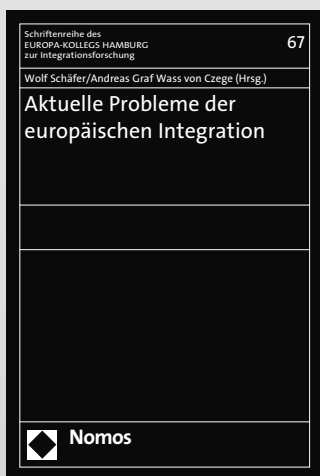 Schriftenreihe des
EUROPA-KOLLEGS HAMBURG
zur Integrationsforschung
67
Wolf Schäfer/Andreas Graf Wass von Czege (Hrsg.)
Aktuelle Probleme der
europäischen Integration
Nomos